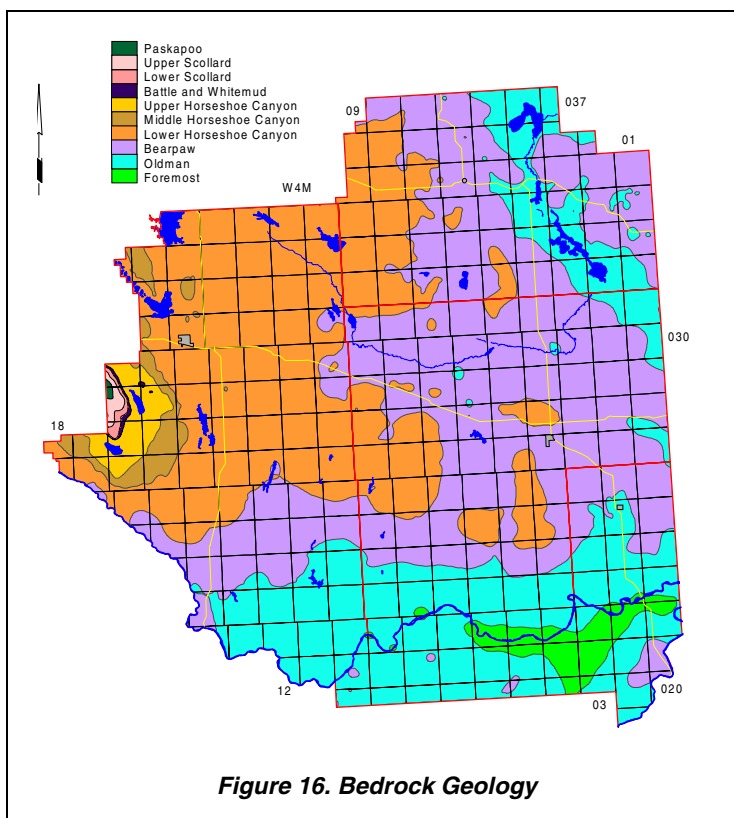 Paskapoo
Upper Scollard
Lower Scollard
Battle and Whitemud
Upper Horseshoe Canyon
Middle Horseshoe Canyon
Lower Horseshoe Canyon
Bearpaw
Oldman
Foremost
09
037
01
W4M
030
18
12
03
020
Figure 16. Bedrock Geology